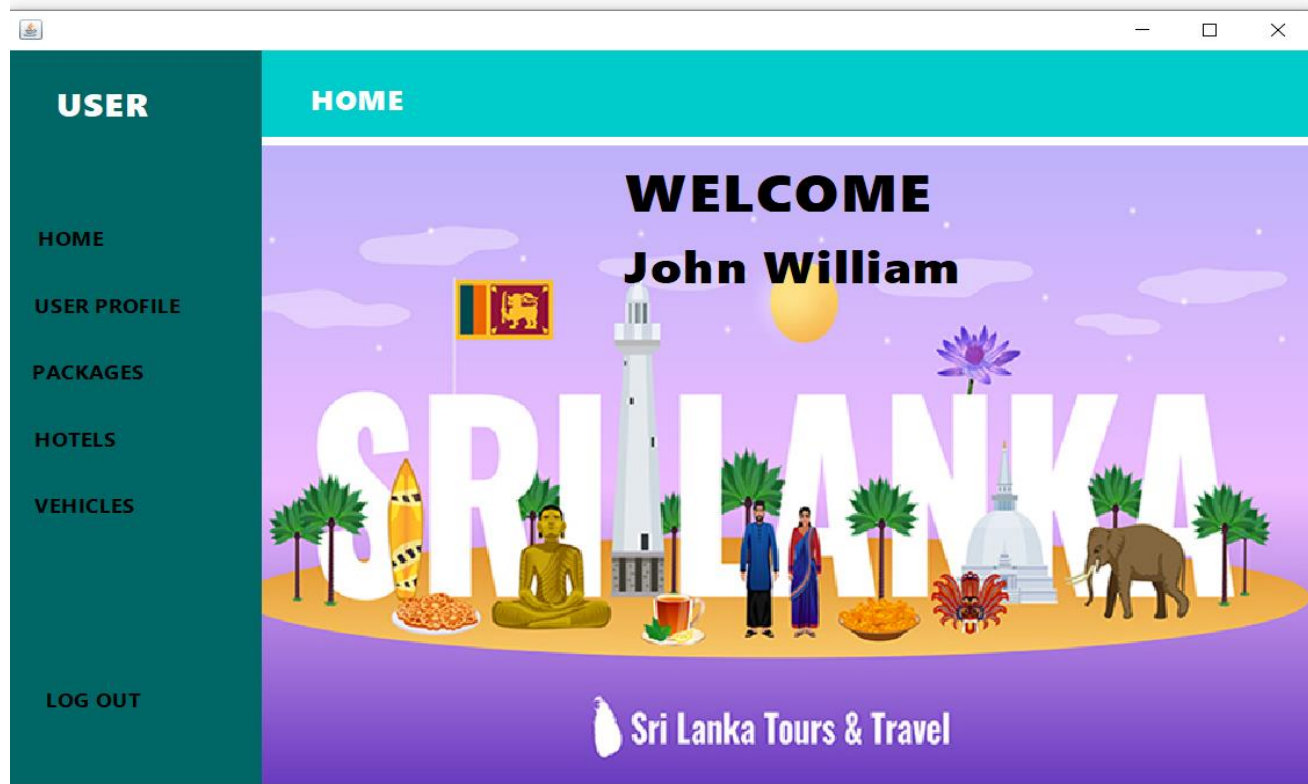 USER
HOME
USER PROFILE
PACKAGES
HOTELS
VEHICLES
LOG OUT
HOME
WELCOME
John William
SRI LANKA
Sri Lanka Tours & Travel